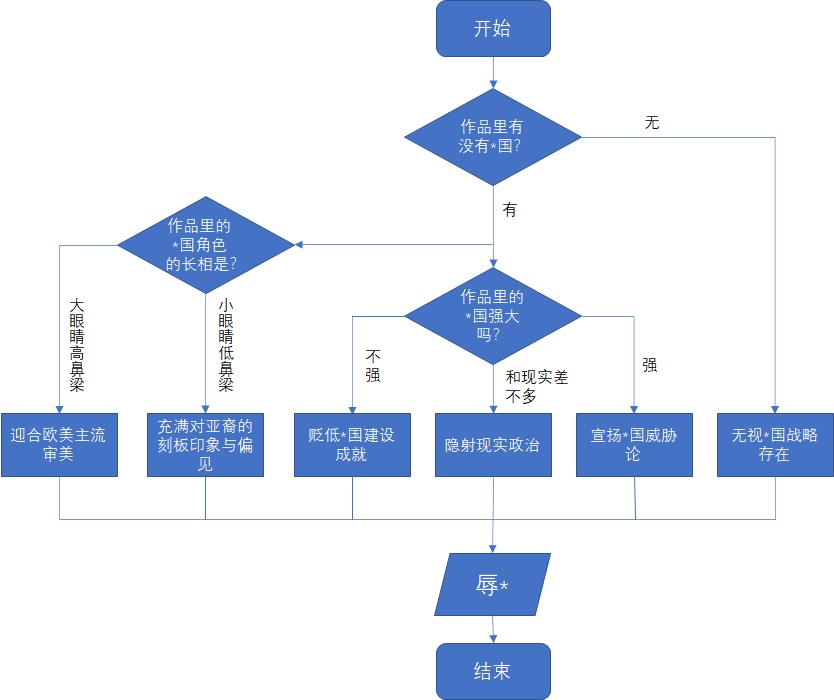 开始
作品里有
没有*国?
无
有
作品里的
*国角色
的长相是?
作品里的
*国强大
吗?
大眼睛高鼻梁
小眼睛低鼻梁
不
强
和现实差
不多
强
迎合欧美主流
审美
充满对亚裔的
刻板印象与偏
见
贬低*国建设
成就
隐射现实政治
宣扬*国威胁
论
无视*国战略
存在
辱*
结束